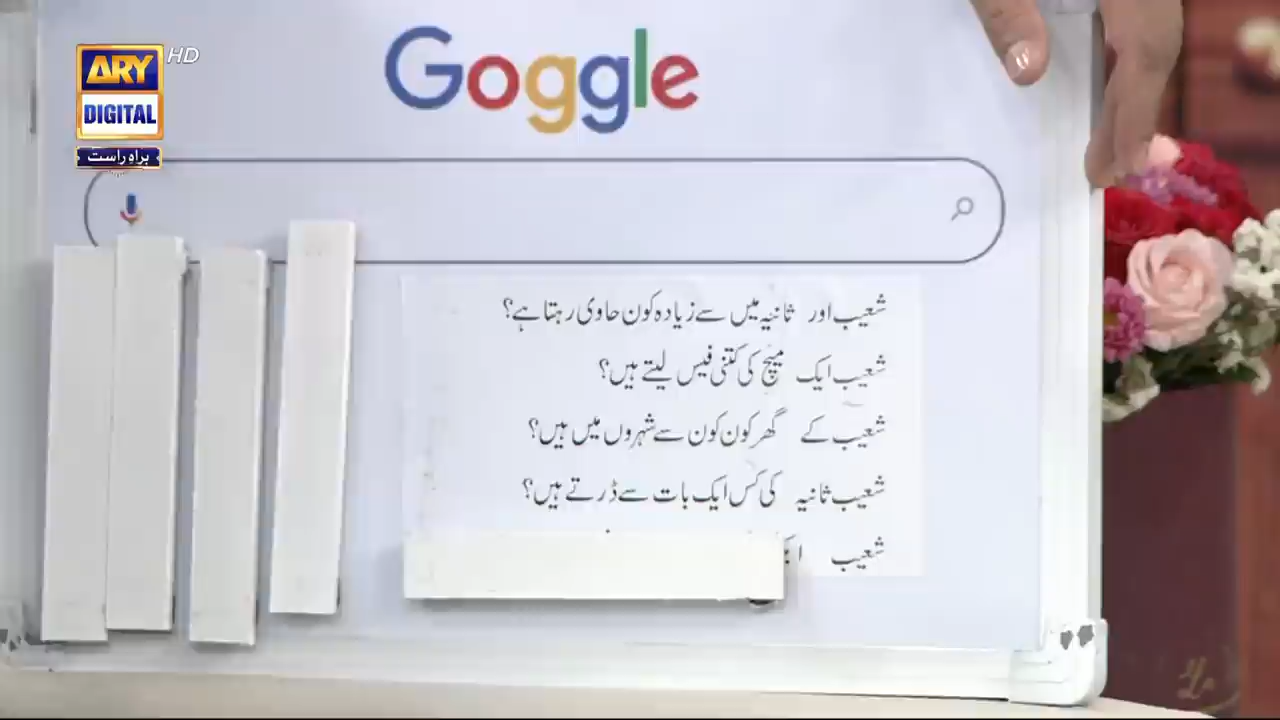 ARY
DIGITAL
HD
براہِ راست
Goggle
شعیب اور ثانیہ میں سے زیادہ کون حاوی رہتا ہے؟
شعیب ایک میچ کی کتنی فیس لیتے ہیں؟
شعیب کے گھر کون کون سے شہروں میں ہیں؟
شعیب ثانیہ کی کس ایک بات سے ڈرتے ہیں؟
شعیب